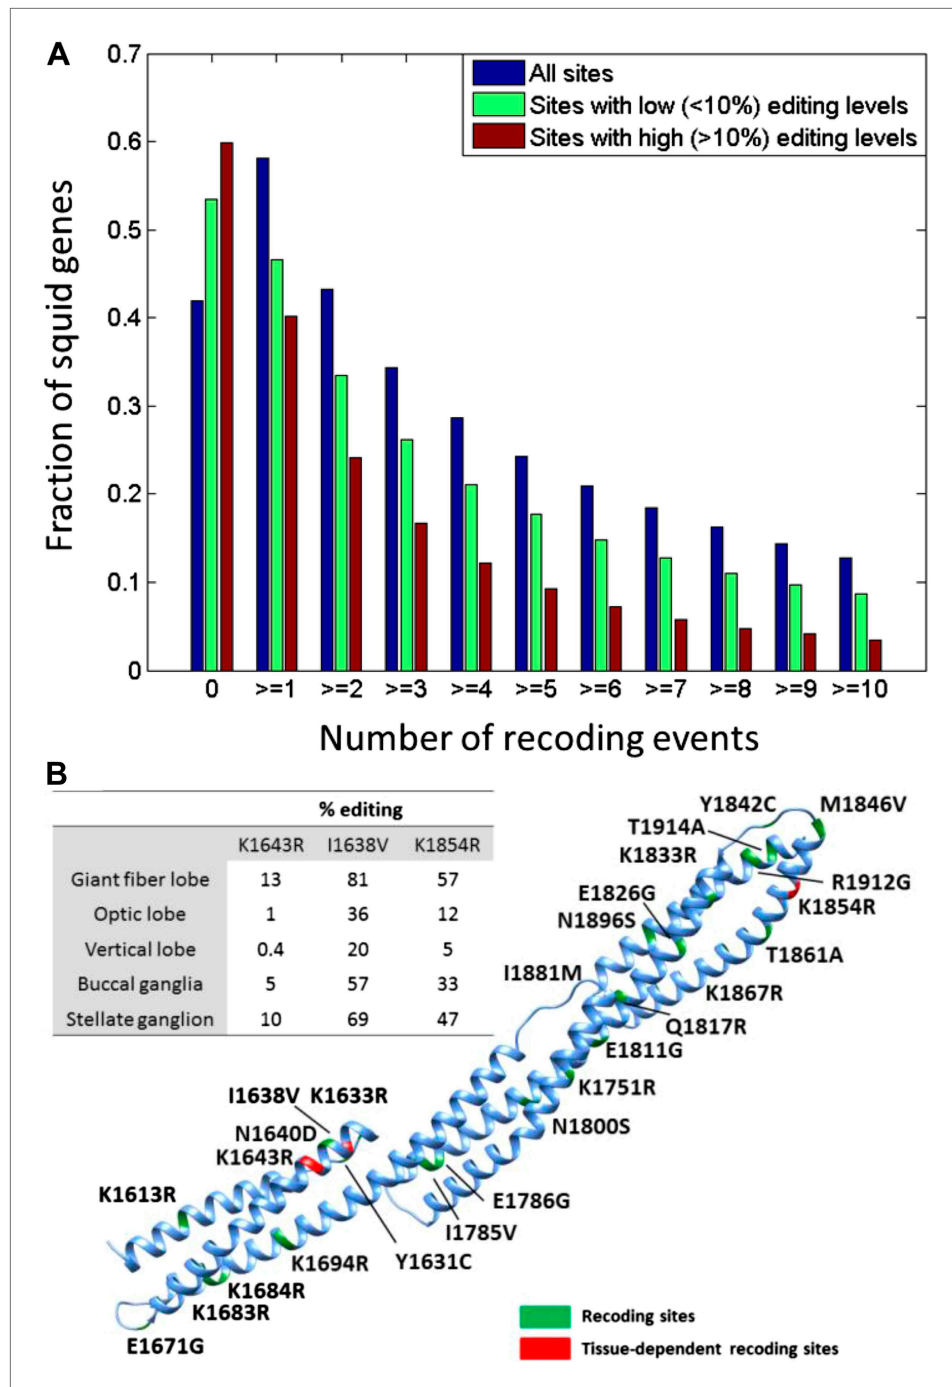 A
0.7
0.6
0.5
0.4
0.3
0.2
0.1
0
Fraction of squid genes
All sites
Sites with low (<10%) editing levels
Sites with high (>10%) editing levels
0 >=1 >=2 >=3 >=4 >=5 >=6 >=7 >=8 >=9 >=10
Number of recoding events
B
% editing
K1643R I1638V K1854R
Giant fiber lobe 13 81 57
Optic lobe 1 36 12
Vertical lobe 0.4 20 5
Buccal ganglia 5 57 33
Stellate ganglion 10 69 47
Y1842C M1846V
T1914A
K1833R
R1912G
E1826G
K1854R
N1896S
T1861A
I1881M
K1867R
Q1817R
E1811G
K1751R
I1638V K1633R
N1800S
N1640D
K1643R
K1613R
E1786G
I1785V
K1694R Y1631C
K1684R
K1683R
E1671G
Recoding sites
Tissue-dependent recoding sites